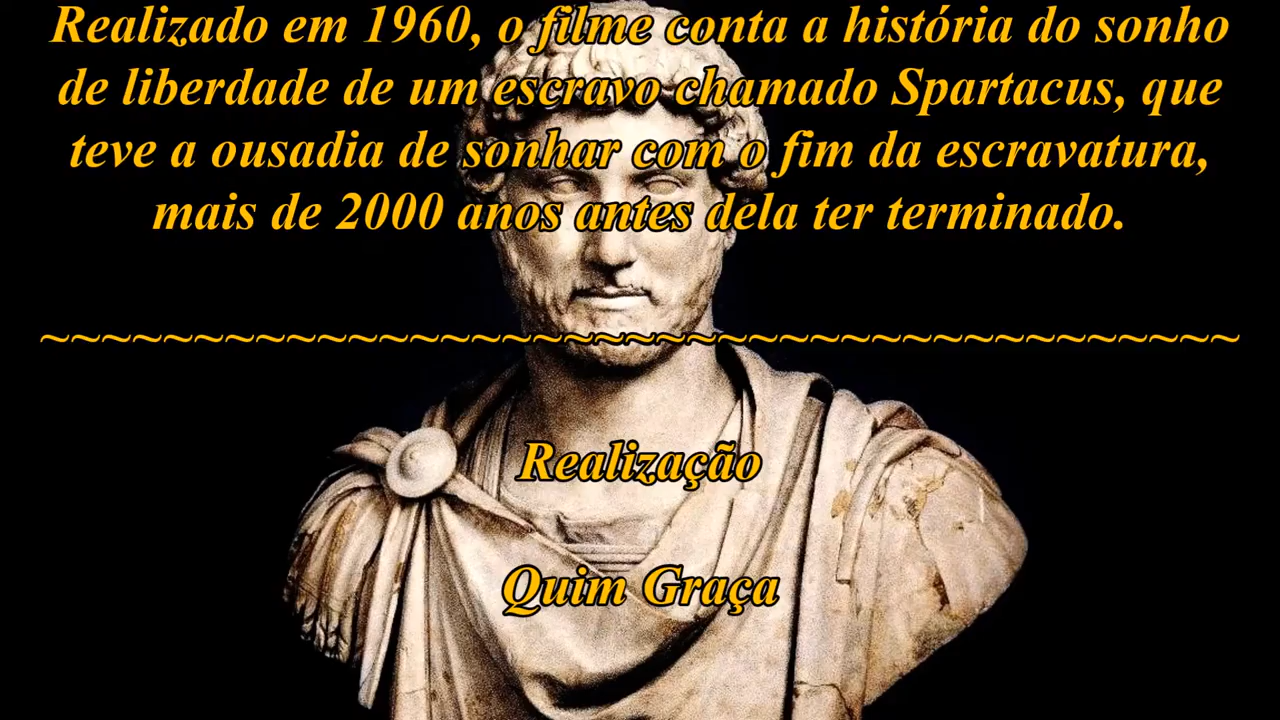 Realizado em 1960, o filme conta a história do sonho
de liberdade de um escravo chamado Spartacus, que
teve a ousadia de sonhar com o fim da escravatura,
mais de 2000 anos antes dela ter terminado.
~~~~~~~~~~~~~~~~~~~~~~~~~~~~~~~~~~~~~~~
Realização
Quim Graça